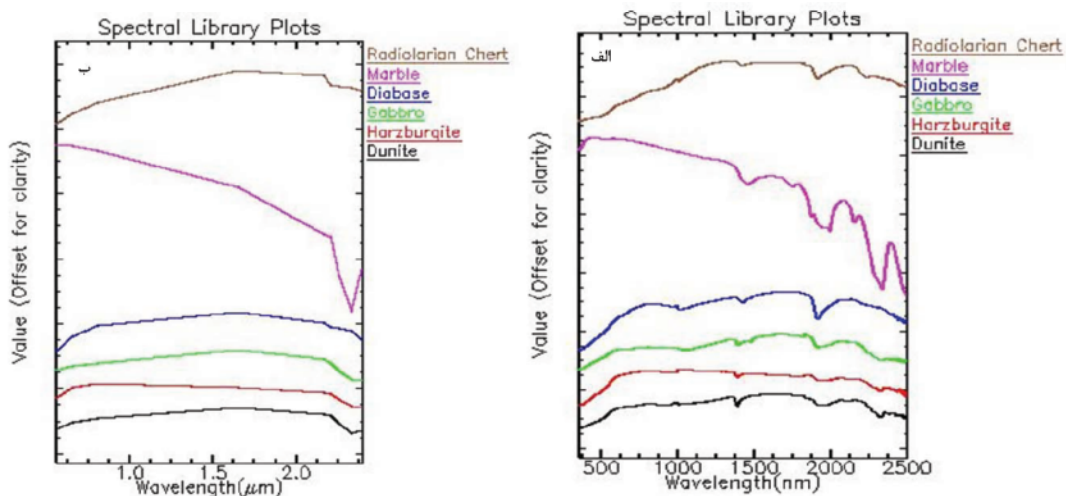 Spectral Library Plots
ب
Radiolarian Chert
Marble
Diabase
Gabbro
Harzburgite
Dunite
Value (Offset for clarity)
1.0
1.5
2.0
Wavelength(μm)
Spectral Library Plots
الف
Radiolarian Chert
Marble
Diabase
Gabbro
Harzburgite
Dunite
Value (Offset for clarity)
500
1000
1500
2000
2500
Wavelength(nm)